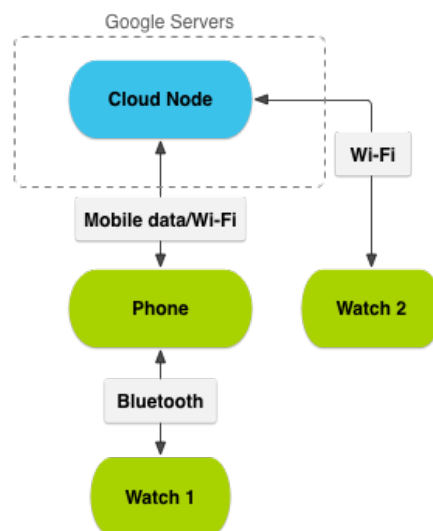 Google Servers
Cloud Node
Wi-Fi
Mobile data/Wi-Fi
Phone
Watch 2
Bluetooth
Watch 1